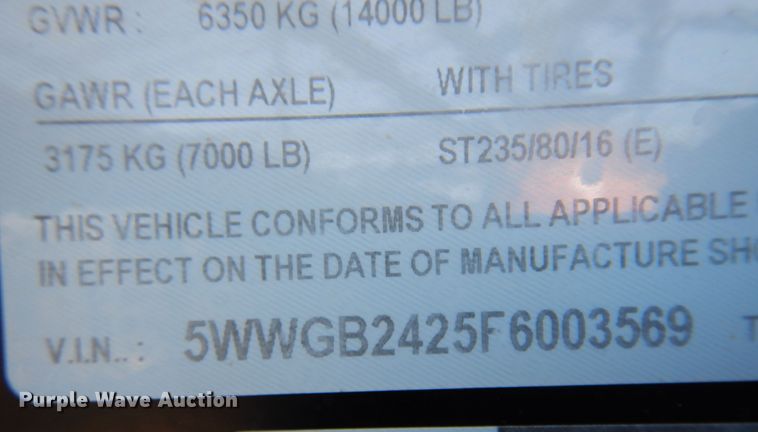 GVWR: 6350 KG (14000 LB)
GAWR (EACH AXLE) WITH TIRES
3175 KG (7000 LB) ST235/80/16 (E)
THIS VEHICLE CONFORMS TO ALL APPLICABLE
IN EFFECT ON THE DATE OF MANUFACTURE SH
V.I.N..: 5WWGB2425F6003569 T
Purple Wave Auction